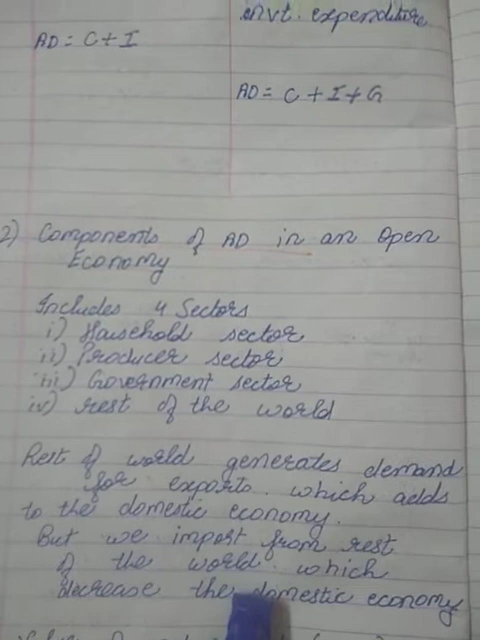 invt. expenditure
AD = C + I
AD = C + I + G
2) Components of AD in an Open
Economy
Includes 4 Sectors
i) Household sector
ii) Producer sector
iii) Government sector
iv) rest of the world
Rest of world generates demand
for exports which adds
to the domestic economy.
But we import from rest
of the world which
decrease the domestic economy